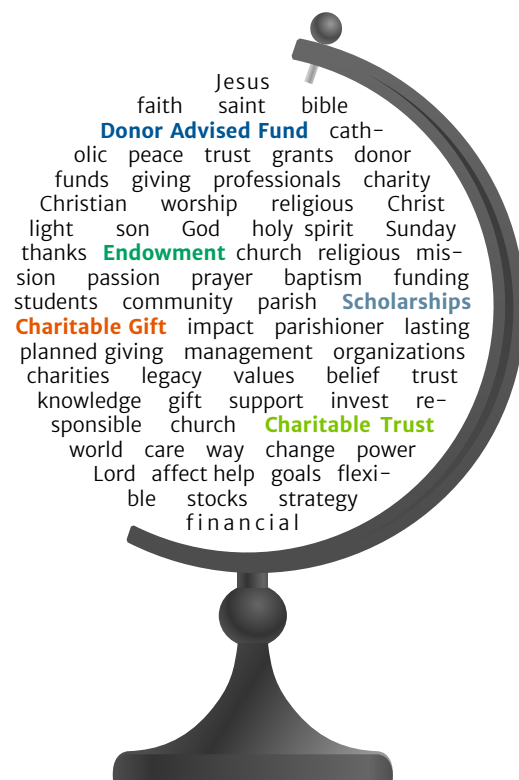 Jesus
faith saint bible
Donor Advised Fund cath-
olic peace trust grants donor
funds giving professionals charity
Christian worship religious Christ
light son God holy spirit Sunday
thanks Endowment church religious mis-
sion passion prayer baptism funding
students community parish Scholarships
Charitable Gift impact parishioner lasting
planned giving management organizations
charities legacy values belief trust
knowledge gift support invest re-
sponsible church Charitable Trust
world care way change power
Lord affect help goals flexi-
ble stocks strategy
financial